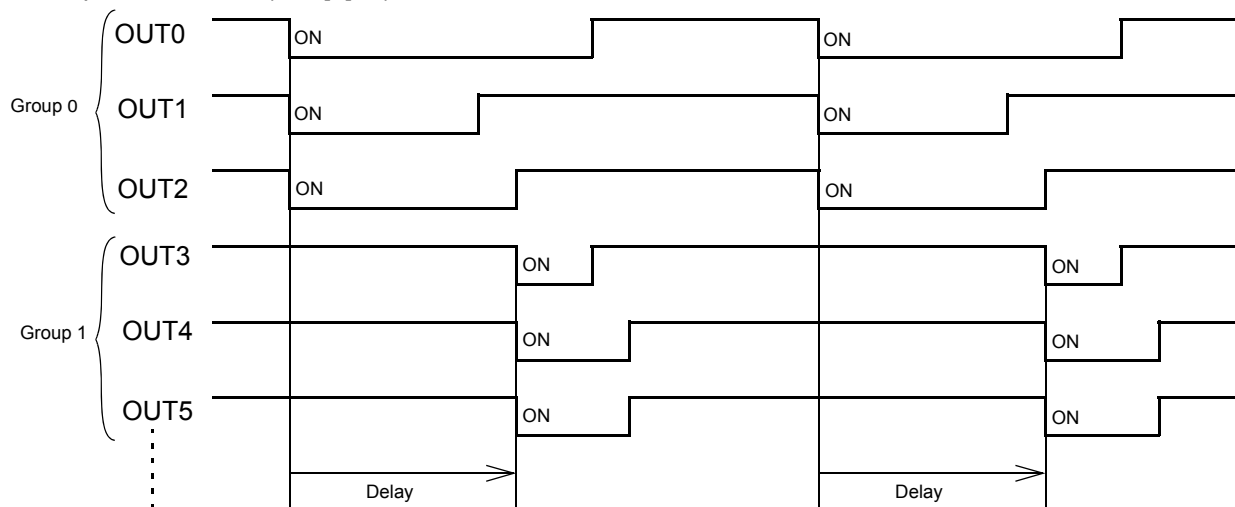 OUT0 ON ON
Group 0 OUT1 ON ON
OUT2 ON ON
OUT3 ON ON
Group 1 OUT4 ON ON
OUT5 ON ON
Delay Delay